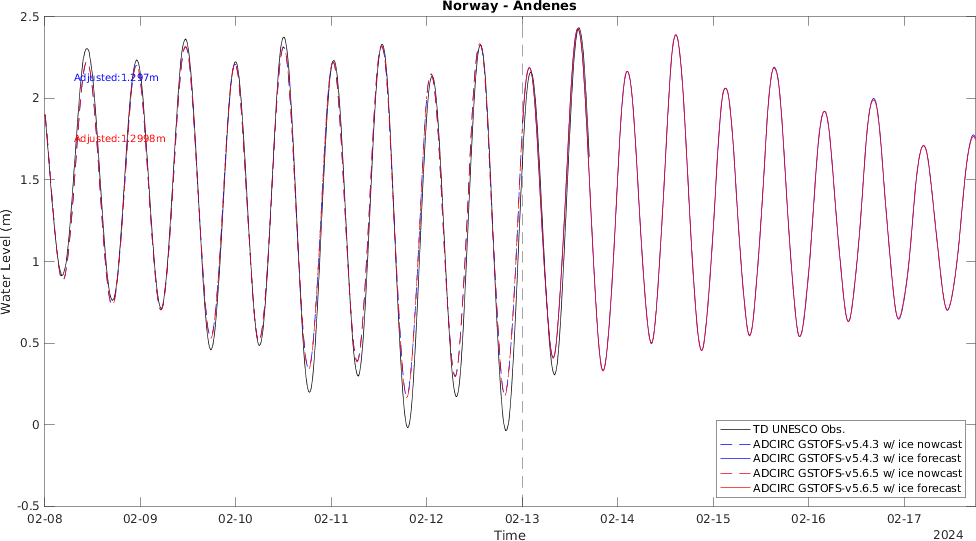 Norway - Andenes
2.5
2
1.5
1
0.5
0
-0.5
Water Level (m)
Adjusted:1.297m
Adjusted:1.2998m
TD UNESCO Obs.
ADCIRC GSTOFS-v5.4.3 w/ ice nowcast
ADCIRC GSTOFS-v5.4.3 w/ ice forecast
ADCIRC GSTOFS-v5.6.5 w/ ice nowcast
ADCIRC GSTOFS-v5.6.5 w/ ice forecast
02-08 02-09 02-10 02-11 02-12 02-13 02-14 02-15 02-16 02-17
Time
2024